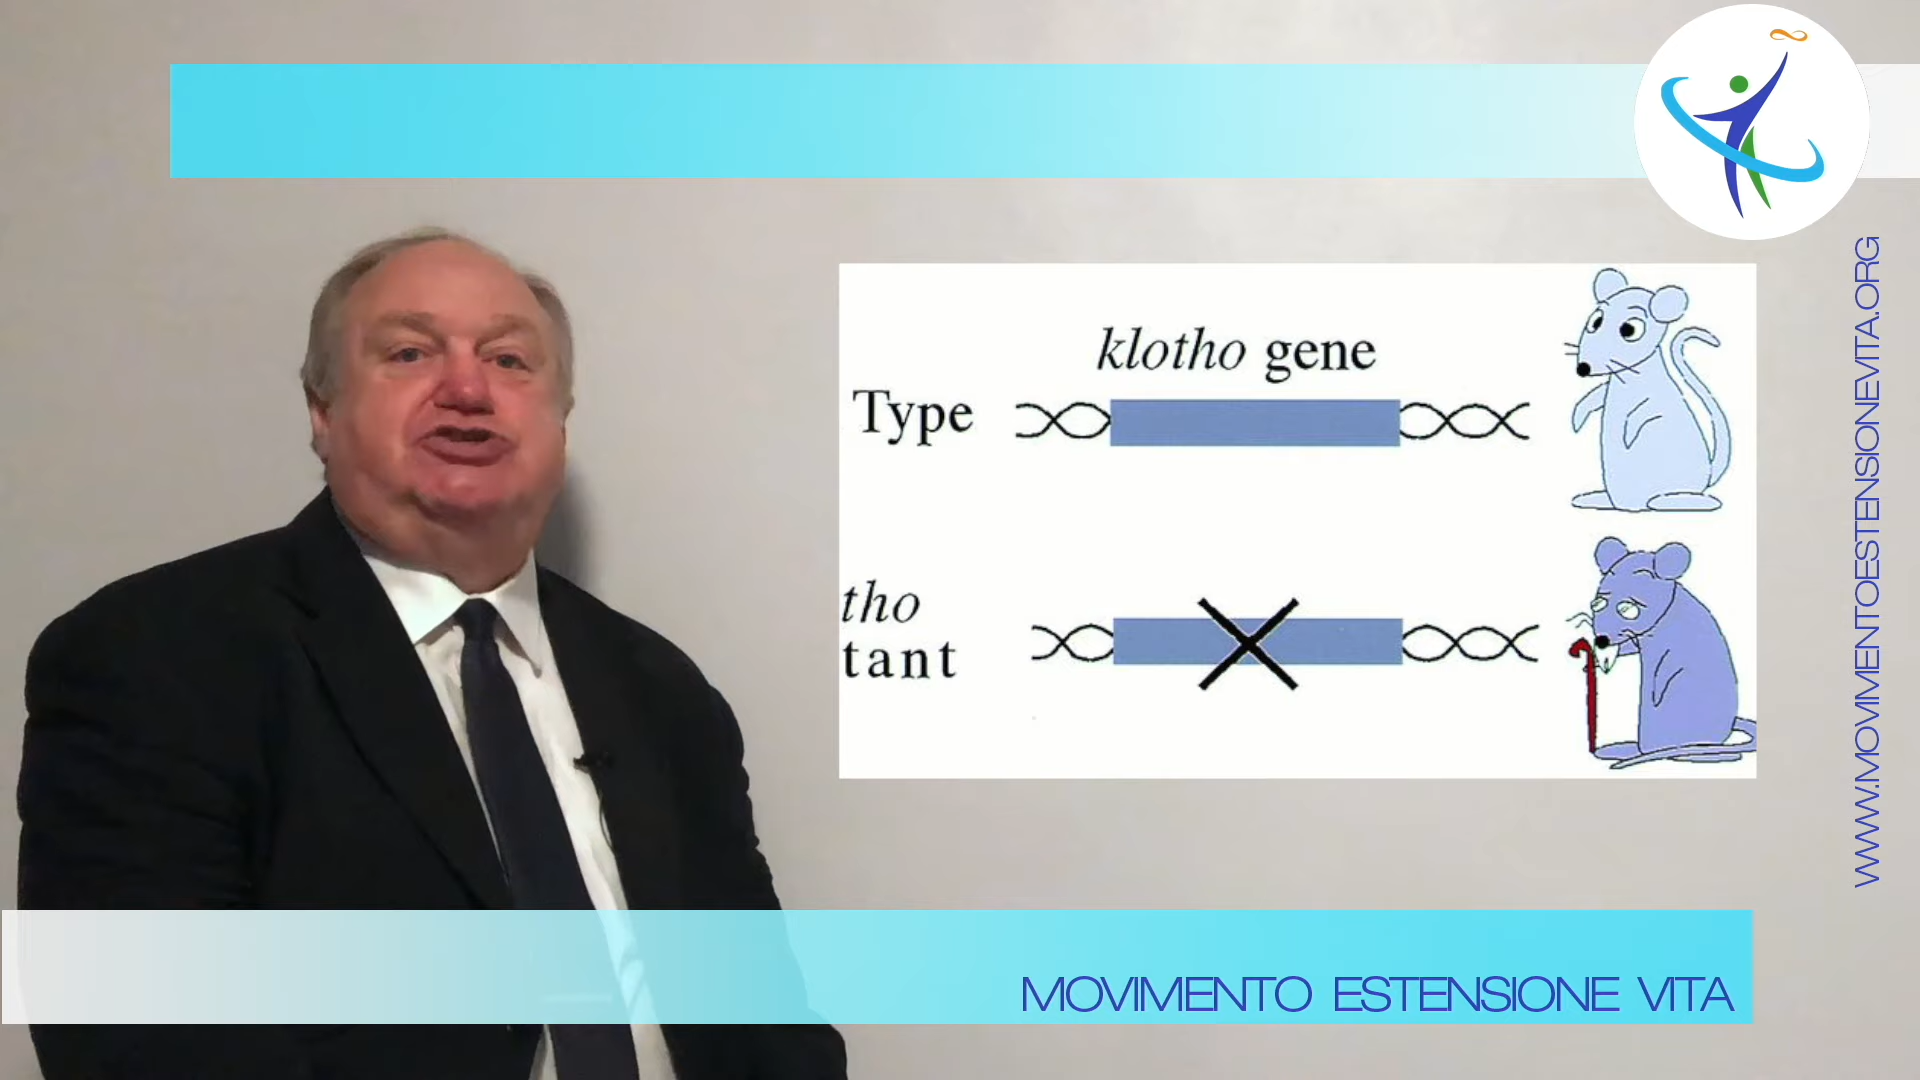 klotho gene
Type
tho
tant
MOVIMENTO ESTENSIONE VITA
WWW.MOVIMENTOESTENSIONEVITA.ORG